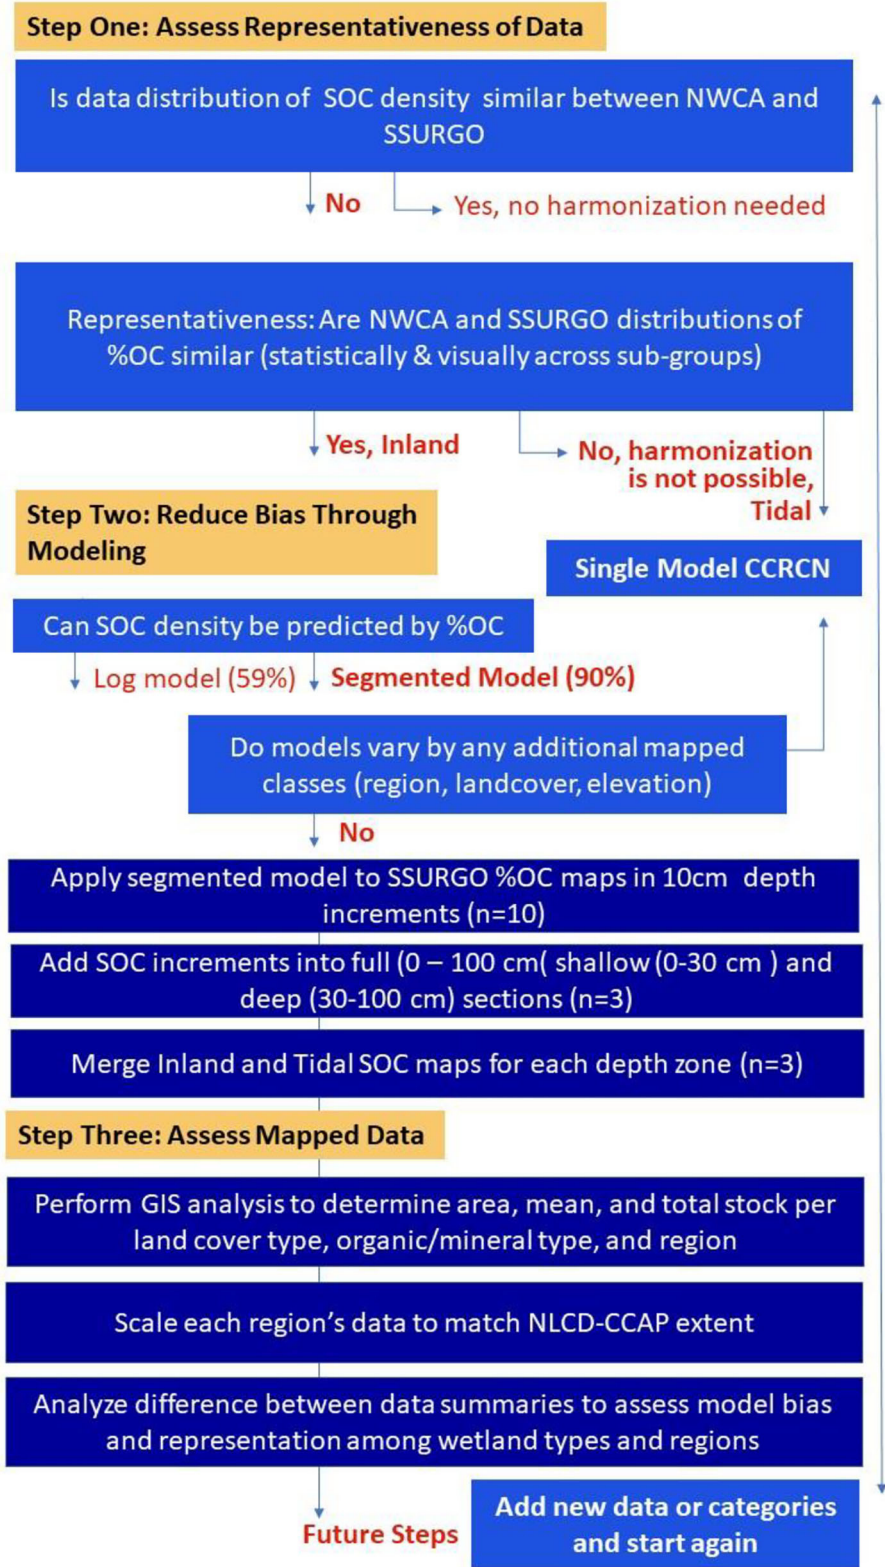 Step One: Assess Representativeness of Data
Is data distribution of SOC density similar between NWCA and
SSURGO
No
Yes, no harmonization needed
Representativeness: Are NWCA and SSURGO distributions of
%OC similar (statistically & visually across sub-groups)
Yes, Inland
No, harmonization
is not possible,
Tidal
Step Two: Reduce Bias Through
Modeling
Single Model CCRCN
Can SOC density be predicted by %OC
Log model (59%)
Segmented Model (90%)
Do models vary by any additional mapped
classes (region, landcover, elevation)
No
Apply segmented model to SSURGO %OC maps in 10cm depth
increments (n=10)
Add SOC increments into full (0 – 100 cm( shallow (0-30 cm ) and
deep (30-100 cm) sections (n=3)
Merge Inland and Tidal SOC maps for each depth zone (n=3)
Step Three: Assess Mapped Data
Perform GIS analysis to determine area, mean, and total stock per
land cover type, organic/mineral type, and region
Scale each region's data to match NLCD-CCAP extent
Analyze difference between data summaries to assess model bias
and representation among wetland types and regions
Future Steps
Add new data or categories
and start again